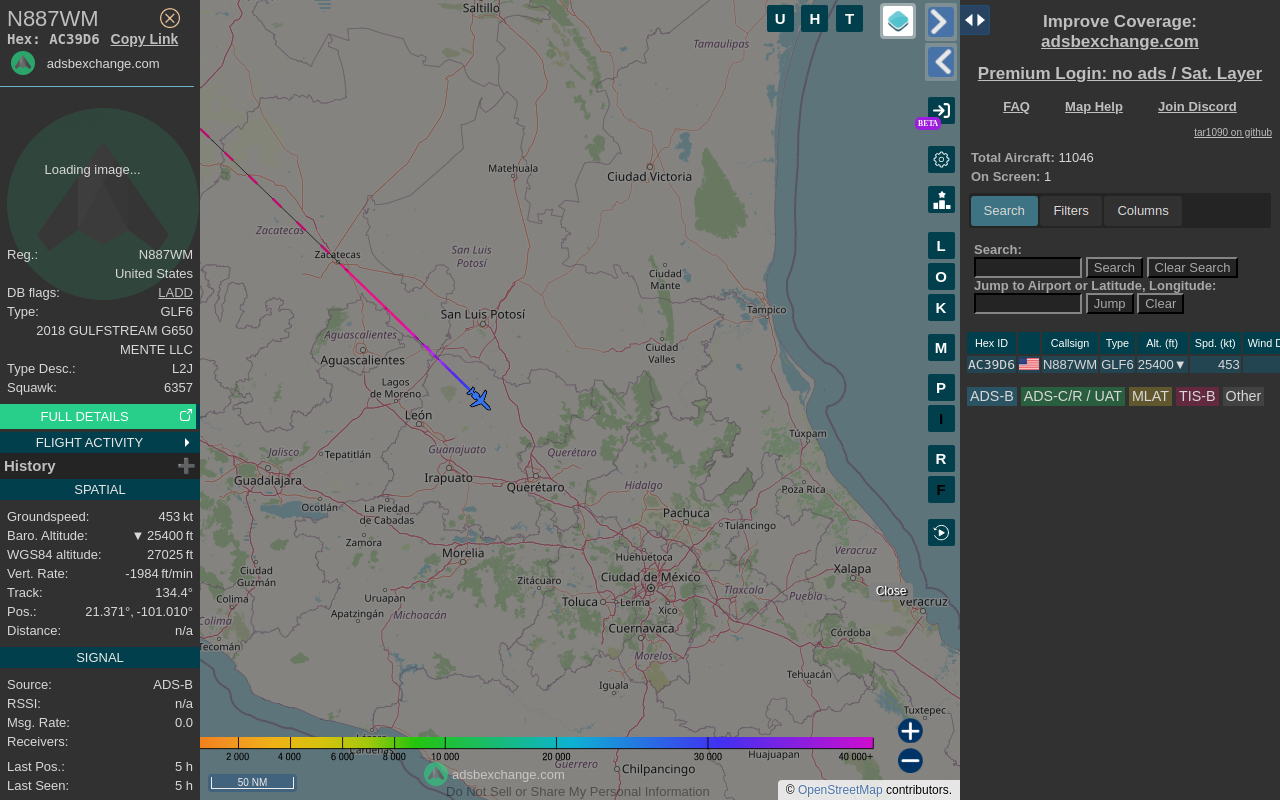 N887WM
Hex: AC39D6 Copy Link
adsbexchange.com
Loading image...
Reg.: N887WM
United States
DB flags: LADD
Type: GLF6
2018 GULFSTREAM G650
MENTE LLC
Type Desc.: L2J
Squawk: 6357
FULL DETAILS
FLIGHT ACTIVITY
History
SPATIAL
Groundspeed: 453 kt
Baro. Altitude: ▼ 25400 ft
WGS84 altitude: 27025 ft
Vert. Rate: -1984 ft/min
Track: 134.4°
Pos.: 21.371°, -101.010°
Distance: n/a
SIGNAL
Source: ADS-B
RSSI: n/a
Msg. Rate: 0.0
Receivers:
Last Pos.: 5 h
Last Seen: 5 h
Saltillo
Tamaulipas
Matehuala
Ciudad Victoria
Zacatecas
Zacatecas
San Luis
Potosí
Ciudad
Mante
San Luis Potosí
Tampico
Aguascalientes
Aguascalientes
Ciudad
Valles
Lagos
de Moreno
León
Túxpam
Jalisco
Tepatitlán
Guanajuato
Querétaro
Guadalajara
Irapuato
Querétaro
Hidalgo
Poza Rica
Ocotlán
La Piedad
de Cabadas
Pachuca
Tulancingo
Zamora
Morelia
Huehuetoca
Veracruz
Xalapa
Ciudad
Guzmán
Zitácuaro
Ciudad de México
Colima
Uruapan
Toluca
Lerma
Xico
Tlaxcala
Puebla
Close
Veracruz
Apatzingán
Michoacán
Colima
Cuernavaca
Tecomán
Morelos
Córdoba
Iguala
Tehuacán
Tuxtepec
Lázaro
Cárdenas
Guerrero
Chilpancingo
Huajuapan
2 000 4 000 6 000 8 000 10 000 20 000 30 000 40 000+
50 NM
adsbexchange.com
Do Not Sell or Share My Personal Information
© OpenStreetMap contributors.
U H T
BETA
L
O
K
M
P
I
R
F
Improve Coverage:
adsbexchange.com
Premium Login: no ads / Sat. Layer
FAQ Map Help Join Discord
tar1090 on github
Total Aircraft: 11046
On Screen: 1
Search Filters Columns
Search:
Search Clear Search
Jump to Airport or Latitude, Longitude:
Jump Clear
Hex ID Callsign Type Alt. (ft) Spd. (kt) Wind D
AC39D6 N887WM GLF6 25400▼ 453
ADS-B ADS-C/R / UAT MLAT TIS-B Other